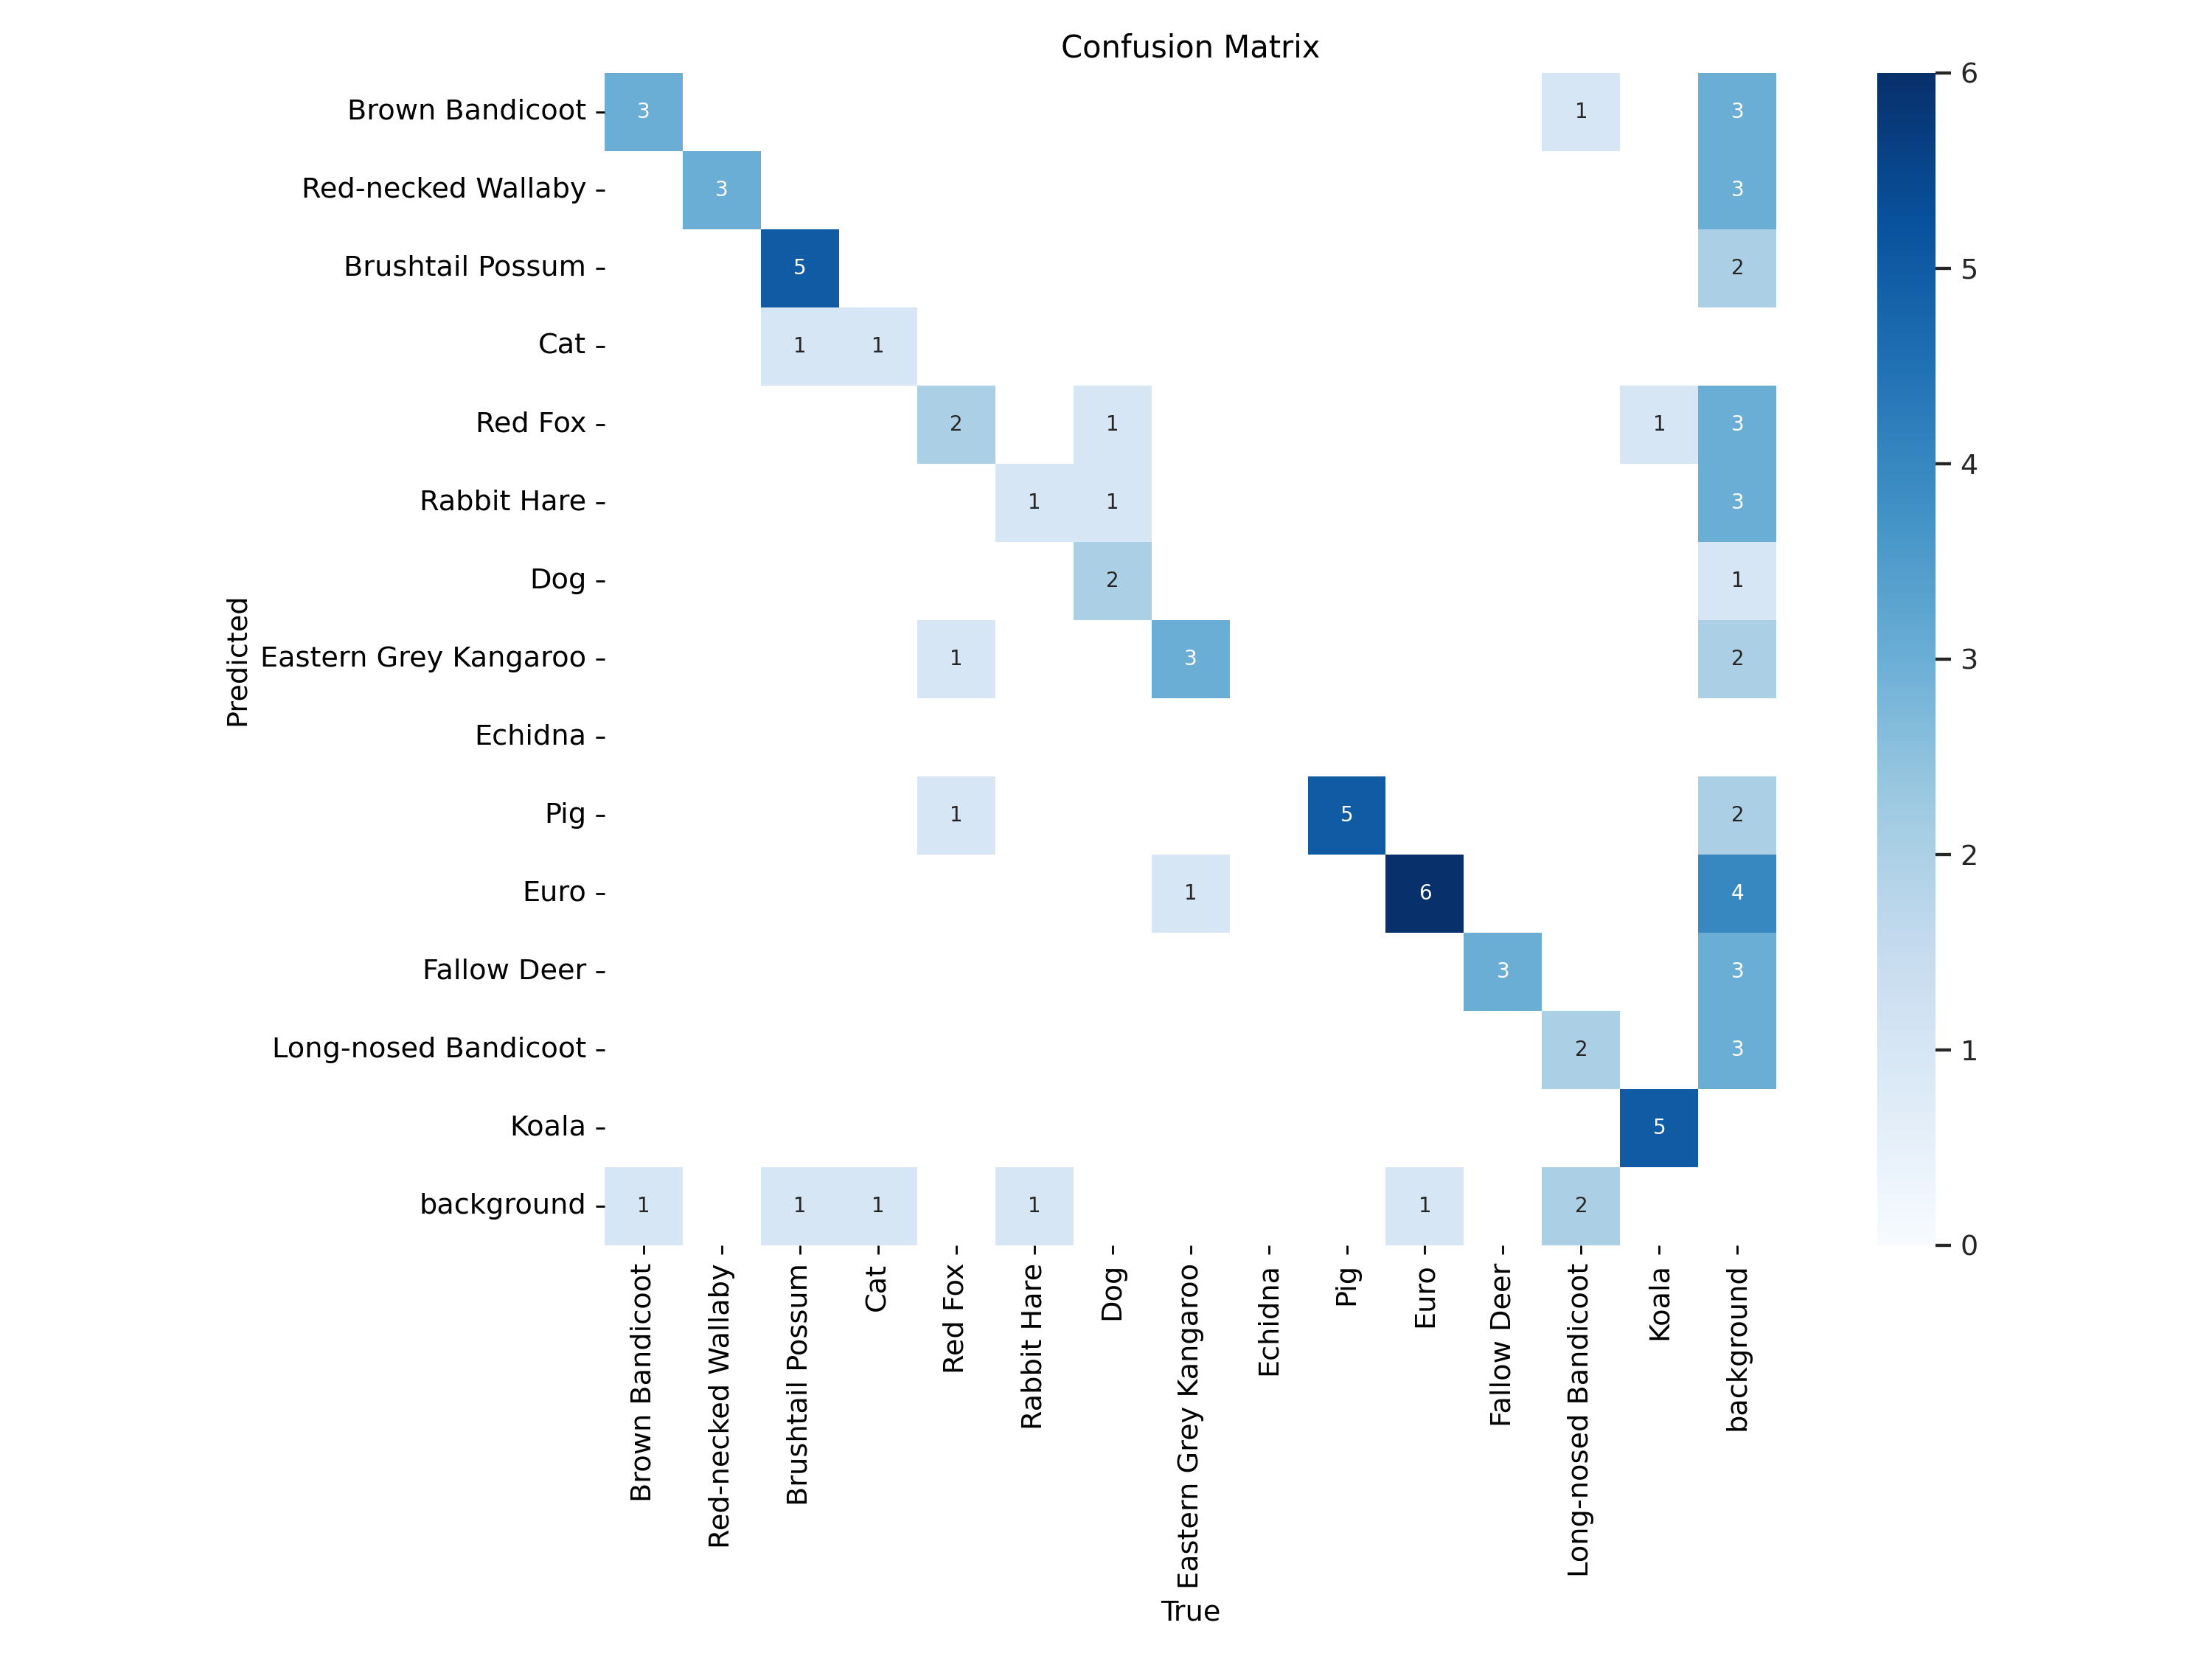 Confusion Matrix
Brown Bandicoot 3 1 3
Red-necked Wallaby 3 3
Brushtail Possum 5 2
Cat 1 1
Red Fox 2 1 1 3
Rabbit Hare 1 1 3
Dog 2 1
Eastern Grey Kangaroo 1 3 2
Echidna
Pig 1 5 2
Euro 1 6 4
Fallow Deer 3 3
Long-nosed Bandicoot 2 3
Koala 5
background 1 1 1 1 1 2
Predicted
Brown Bandicoot
Red-necked Wallaby
Brushtail Possum
Cat
Red Fox
Rabbit Hare
Dog
Eastern Grey Kangaroo
Echidna
Pig
Euro
Fallow Deer
Long-nosed Bandicoot
Koala
background
True
6
5
4
3
2
1
0